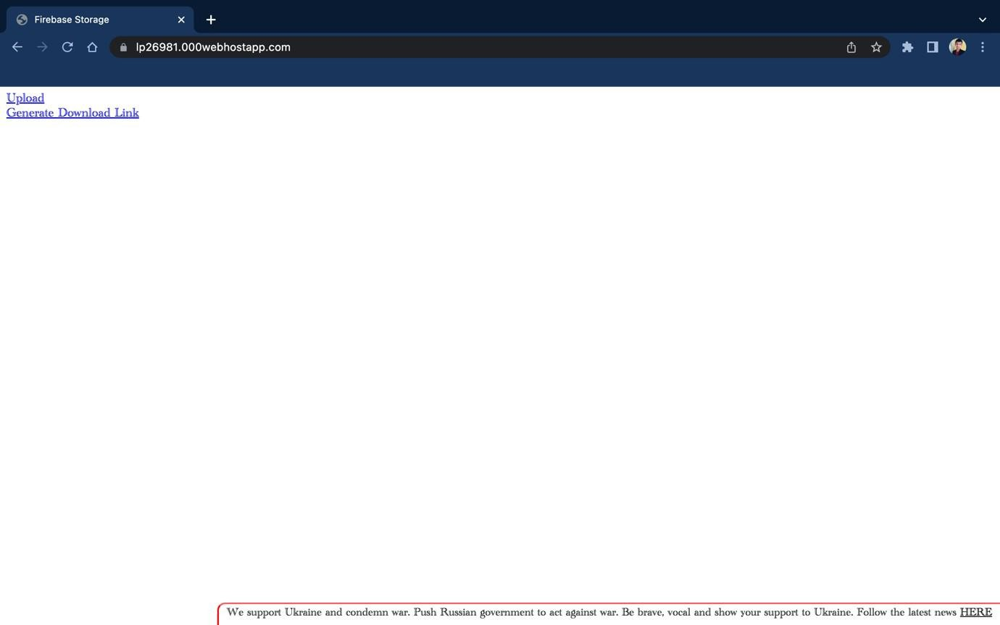 Firebase Storage
lp26981.000webhostapp.com
Upload
Generate Download Link
We support Ukraine and condemn war. Push Russian government to act against war. Be brave, vocal and show your support to Ukraine. Follow the latest news HERE